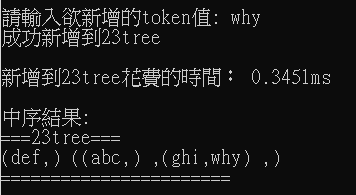 請輸入欲新增的token值: why
成功新增到23tree
新增到23tree花費的時間： 0.3451ms
中序結果:
===23tree===
(def,) ((abc,) ,(ghi,why) ,)
=======================